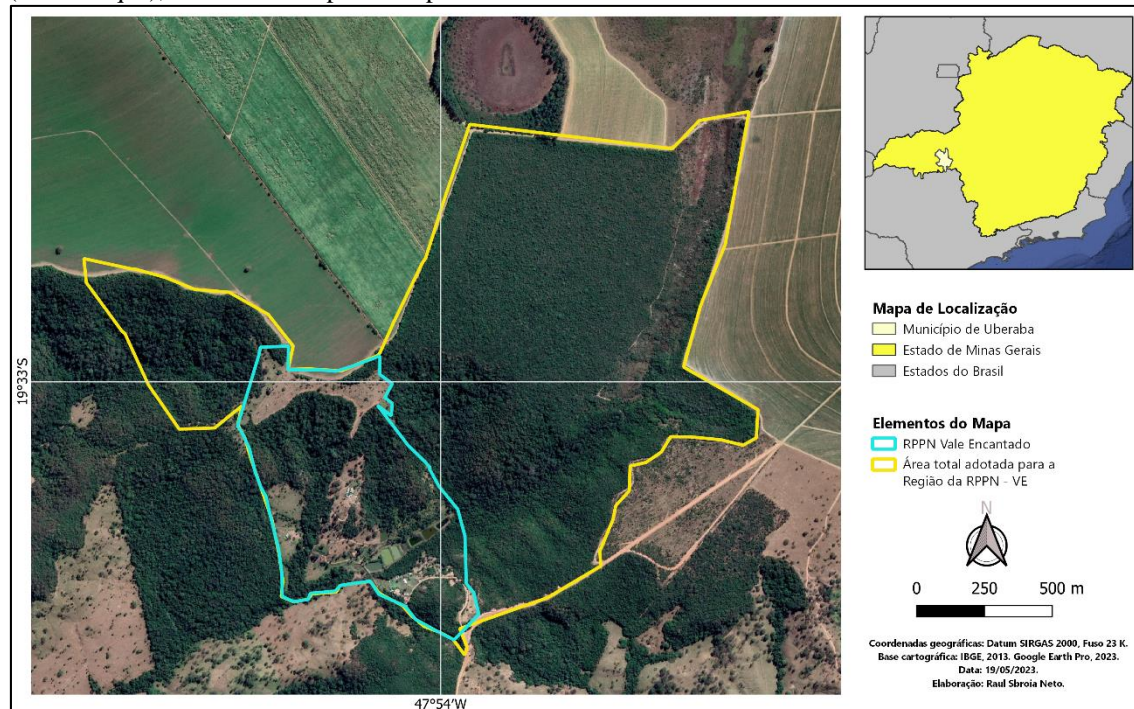 19°33'S
47°54'W
Mapa de Localização
Município de Uberaba
Estado de Minas Gerais
Estados do Brasil
Elementos do Mapa
RPPN Vale Encantado
Área total adotada para a
Região da RPPN - VE
N
0 250 500 m
Coordenadas geográficas: Datum SIRGAS 2000, Fuso 23 K.
Base cartográfica: IBGE, 2013. Google Earth Pro, 2023.
Data: 19/05/2023.
Elaboração: Raul Sbroia Neto.